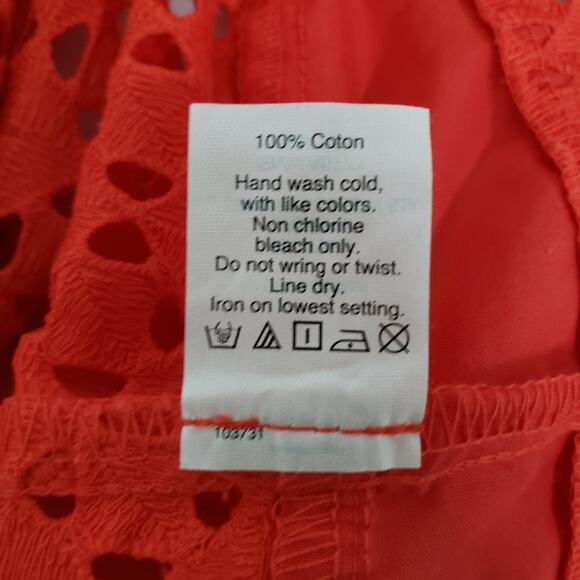 100% Coton
Hand wash cold,
with like colors.
Non chlorine
bleach only.
Do not wring or twist.
Line dry.
Iron on lowest setting.
103731